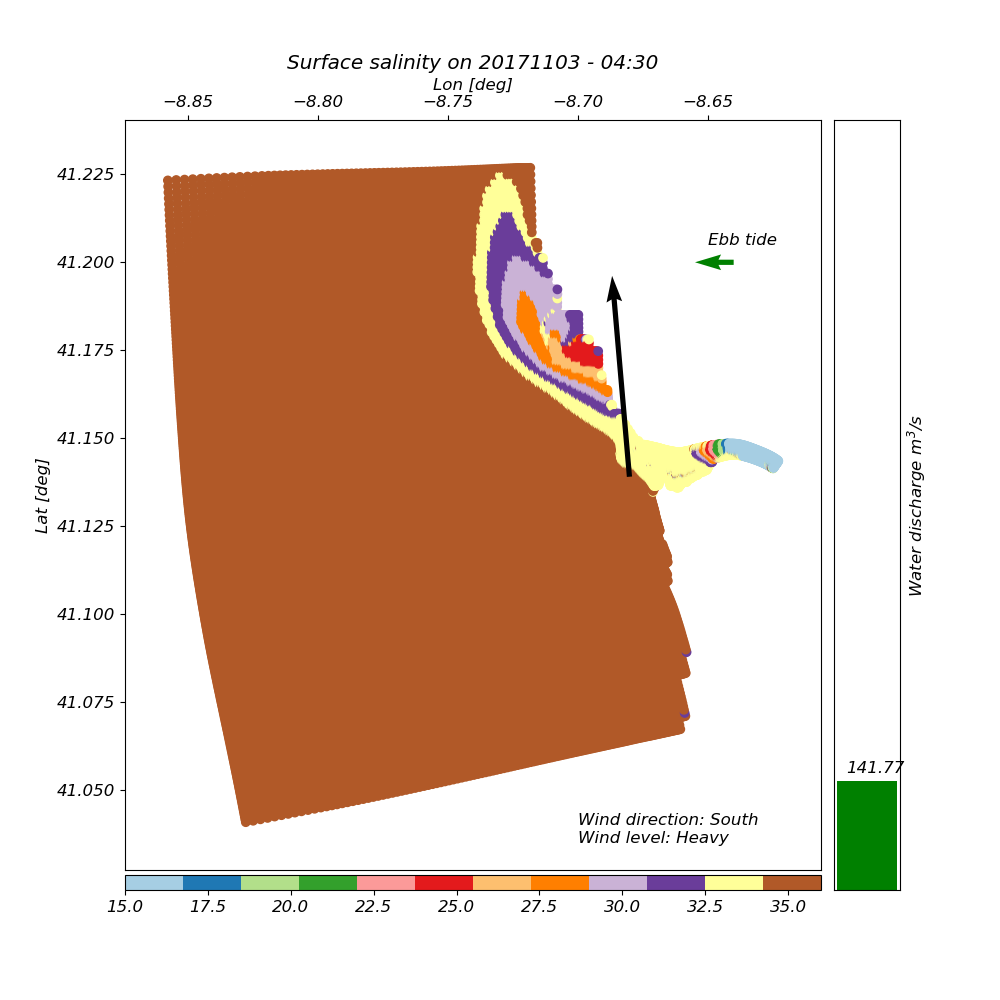 Surface salinity on 20171103 - 04:30
Lon [deg]
−8.85 −8.80 −8.75 −8.70 −8.65
41.225
Ebb tide
41.200
41.175
41.150
41.125
41.100
41.075
41.050
Lat [deg]
Water discharge m³/s
141.77
Wind direction: South
Wind level: Heavy
15.0 17.5 20.0 22.5 25.0 27.5 30.0 32.5 35.0